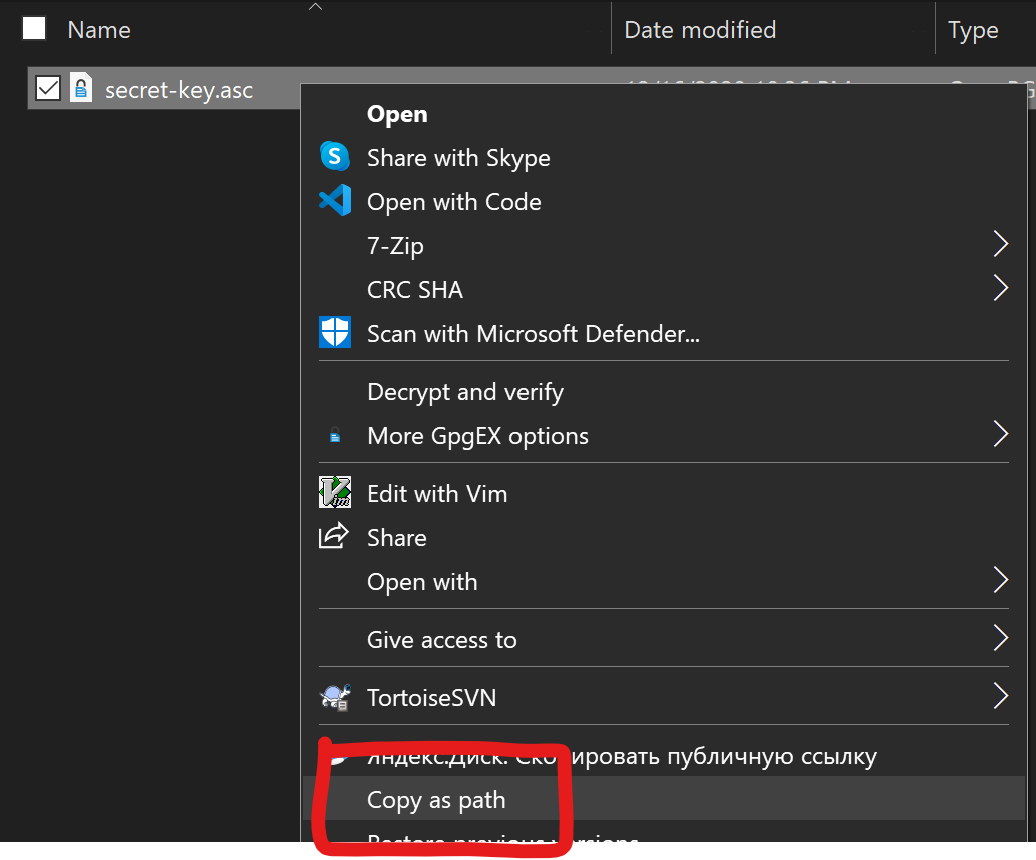 Name
Date modified
Type
secret-key.asc
Open
Share with Skype
Open with Code
7-Zip
CRC SHA
Scan with Microsoft Defender...
Decrypt and verify
More GpgEX options
Edit with Vim
Share
Open with
Give access to
TortoiseSVN
Яндекс.Диск: Скопировать публичную ссылку
Copy as path
Restore previous versions